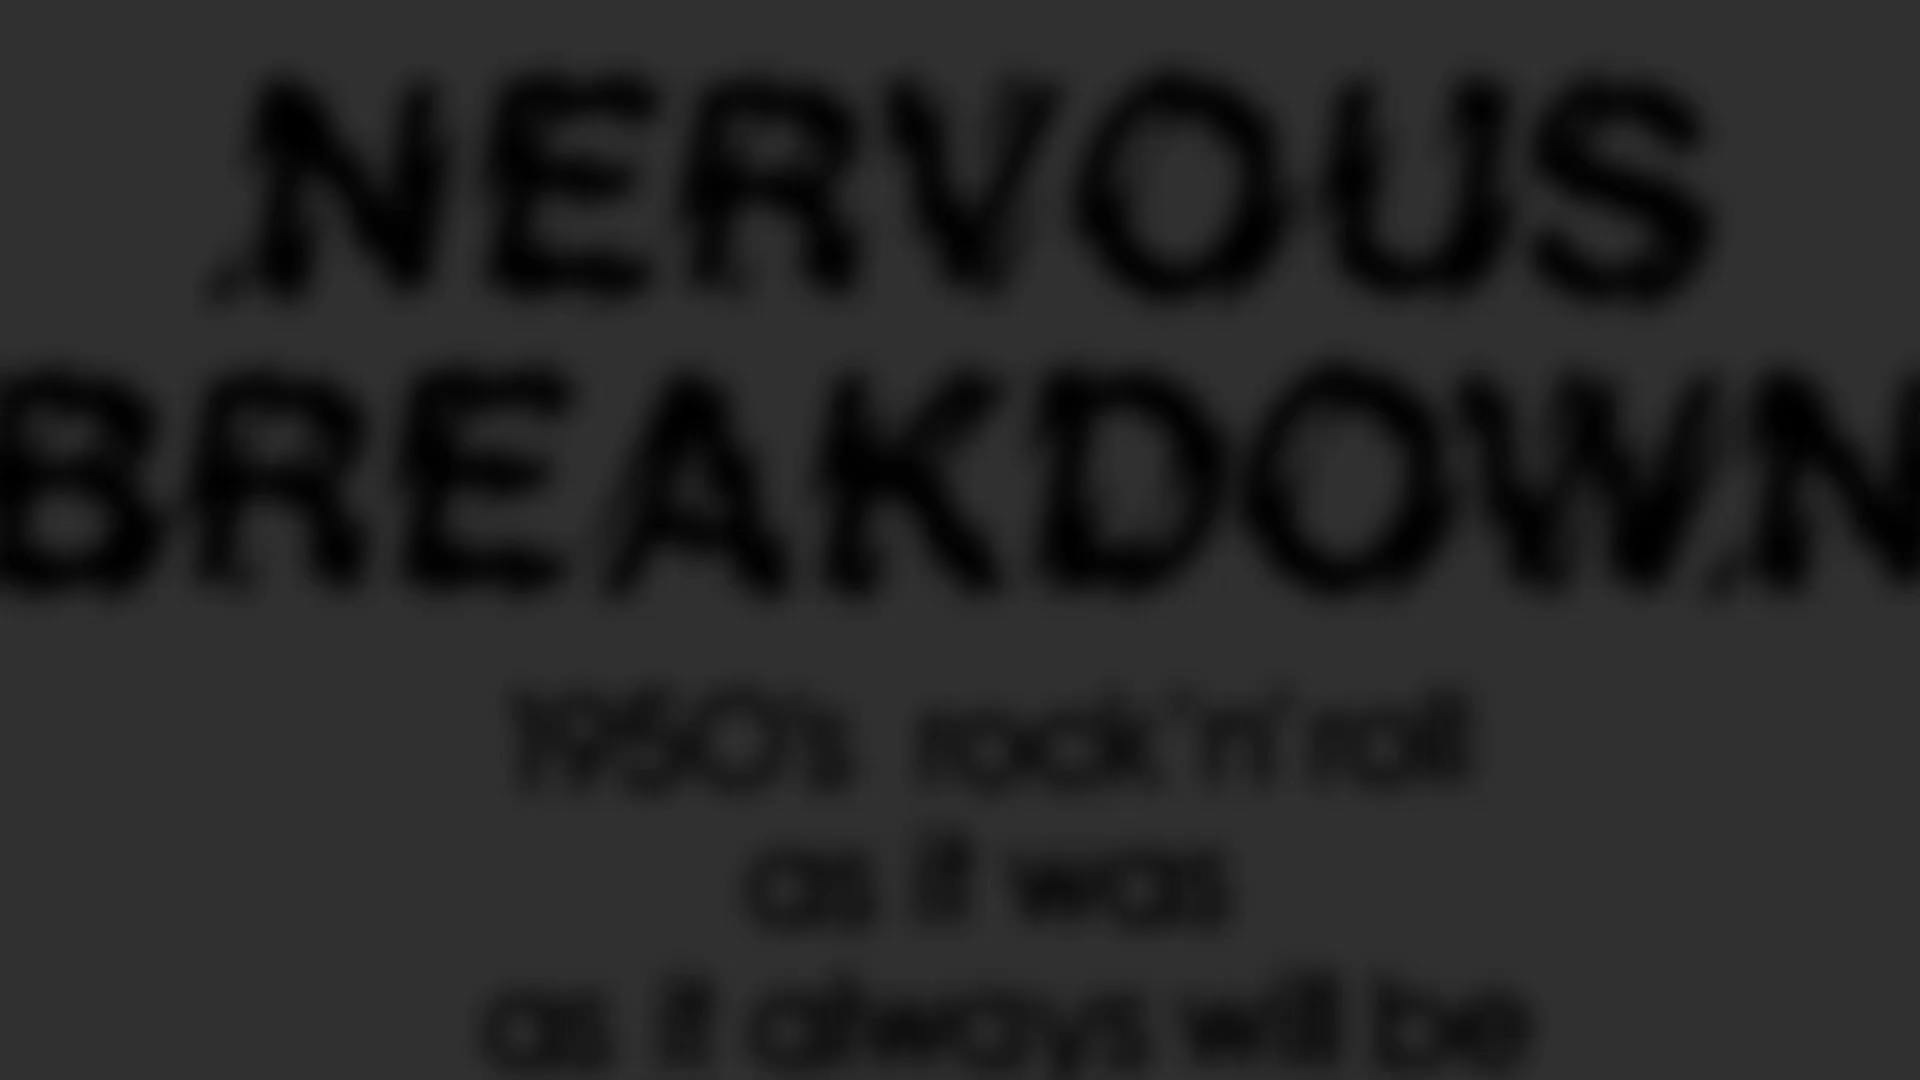 NERVOUS
BREAKDOWN
1950's rock'n'roll
as it was
as it always will be